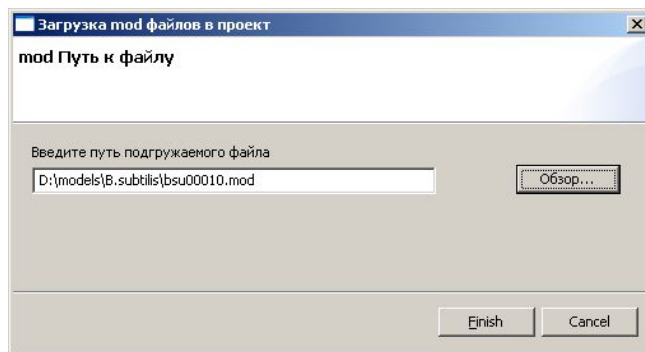 Загрузка mod файлов в проект
mod Путь к файлу
Введите путь подгружаемого файла
D:\models\B.subtilis\bsu00010.mod
Обзор...
Finish
Cancel